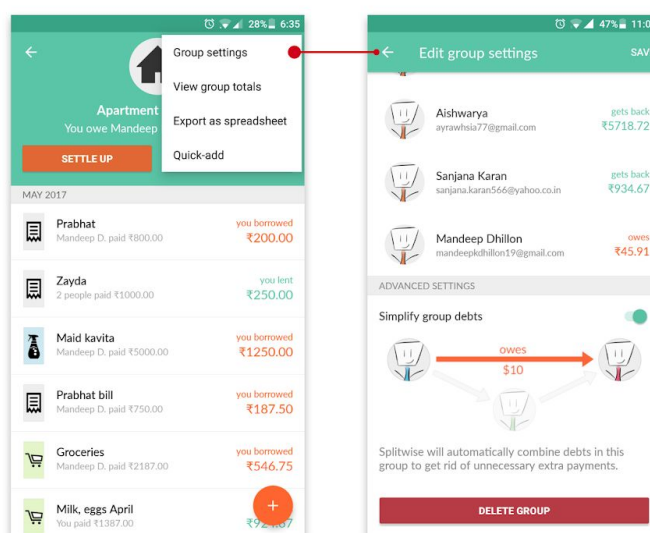 28% 6:35
Group settings
View group totals
Apartment
You owe Mandeep
Export as spreadsheet
SETTLE UP
Quick-add
MAY 2017
Prabhat
Mandeep D. paid ₹800.00
you borrowed
₹200.00
Zayda
2 people paid ₹1000.00
you lent
₹250.00
Maid kavita
Mandeep D. paid ₹5000.00
you borrowed
₹1250.00
Prabhat bill
Mandeep D. paid ₹750.00
you borrowed
₹187.50
Groceries
Mandeep D. paid ₹2187.00
you borrowed
₹546.75
Milk, eggs April
You paid ₹1387.00
47% 11:0
Edit group settings
SAV
Aishwarya
ayrawhsia77@gmail.com
gets back
₹5718.72
Sanjana Karan
sanjana.karan566@yahoo.co.in
gets back
₹934.67
Mandeep Dhillon
mandeepkdhillon19@gmail.com
owes
₹45.91
ADVANCED SETTINGS
Simplify group debts
owes
$10
Splitwise will automatically combine debts in this
group to get rid of unnecessary extra payments.
DELETE GROUP